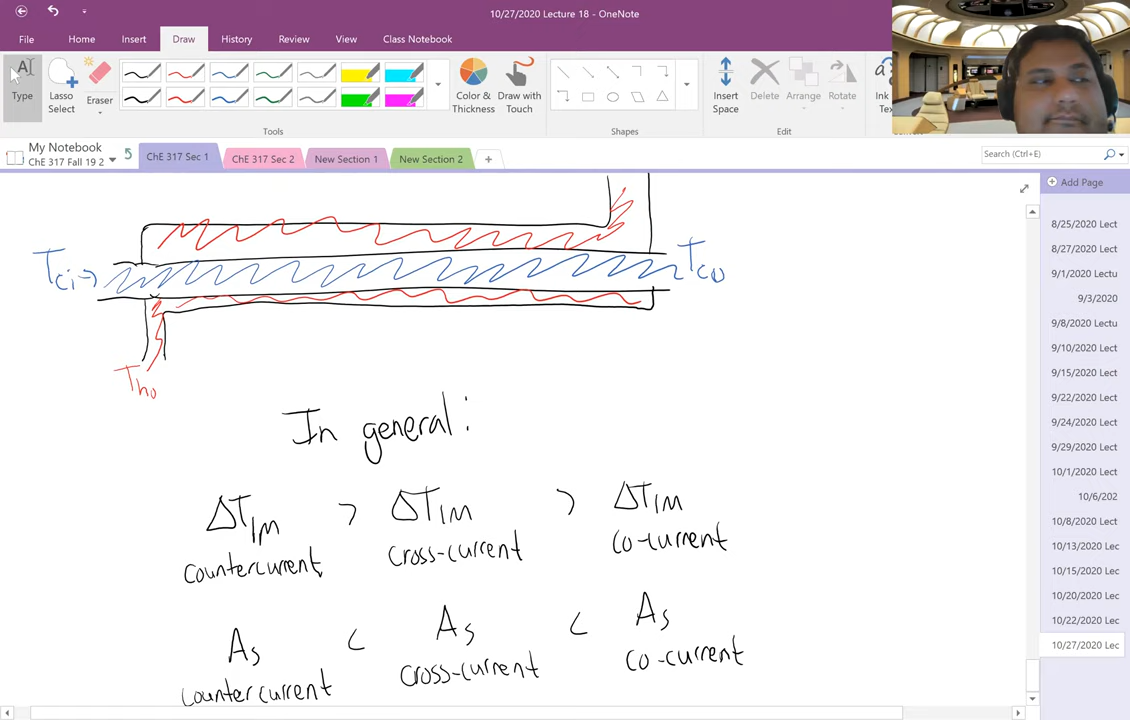 10/27/2020 Lecture 18 - OneNote
File Home Insert Draw History Review View Class Notebook
Type
Lasso Select
Eraser
Color & Thickness
Draw with Touch
Insert Space
Delete
Arrange
Rotate
Ink
Tex
Tools
Shapes
Edit
My Notebook
ChE 317 Fall 19 2
ChE 317 Sec 1
ChE 317 Sec 2
New Section 1
New Section 2
+
Search (Ctrl+E)
Add Page
8/25/2020 Lect
8/27/2020 Lect
9/1/2020 Lectu
9/3/2020
9/8/2020 Lectu
9/10/2020 Lect
9/15/2020 Lect
9/22/2020 Lect
9/24/2020 Lect
9/29/2020 Lect
10/1/2020 Lect
10/6/202
10/8/2020 Lect
10/13/2020 Lec
10/15/2020 Lec
10/20/2020 Lec
10/22/2020 Lec
10/27/2020 Lec
Tci→
Tco
Tho
In general:
ΔTlm > ΔTlm > ΔTlm
countercurrent cross-current co-current
As < As < As
countercurrent cross-current co-current